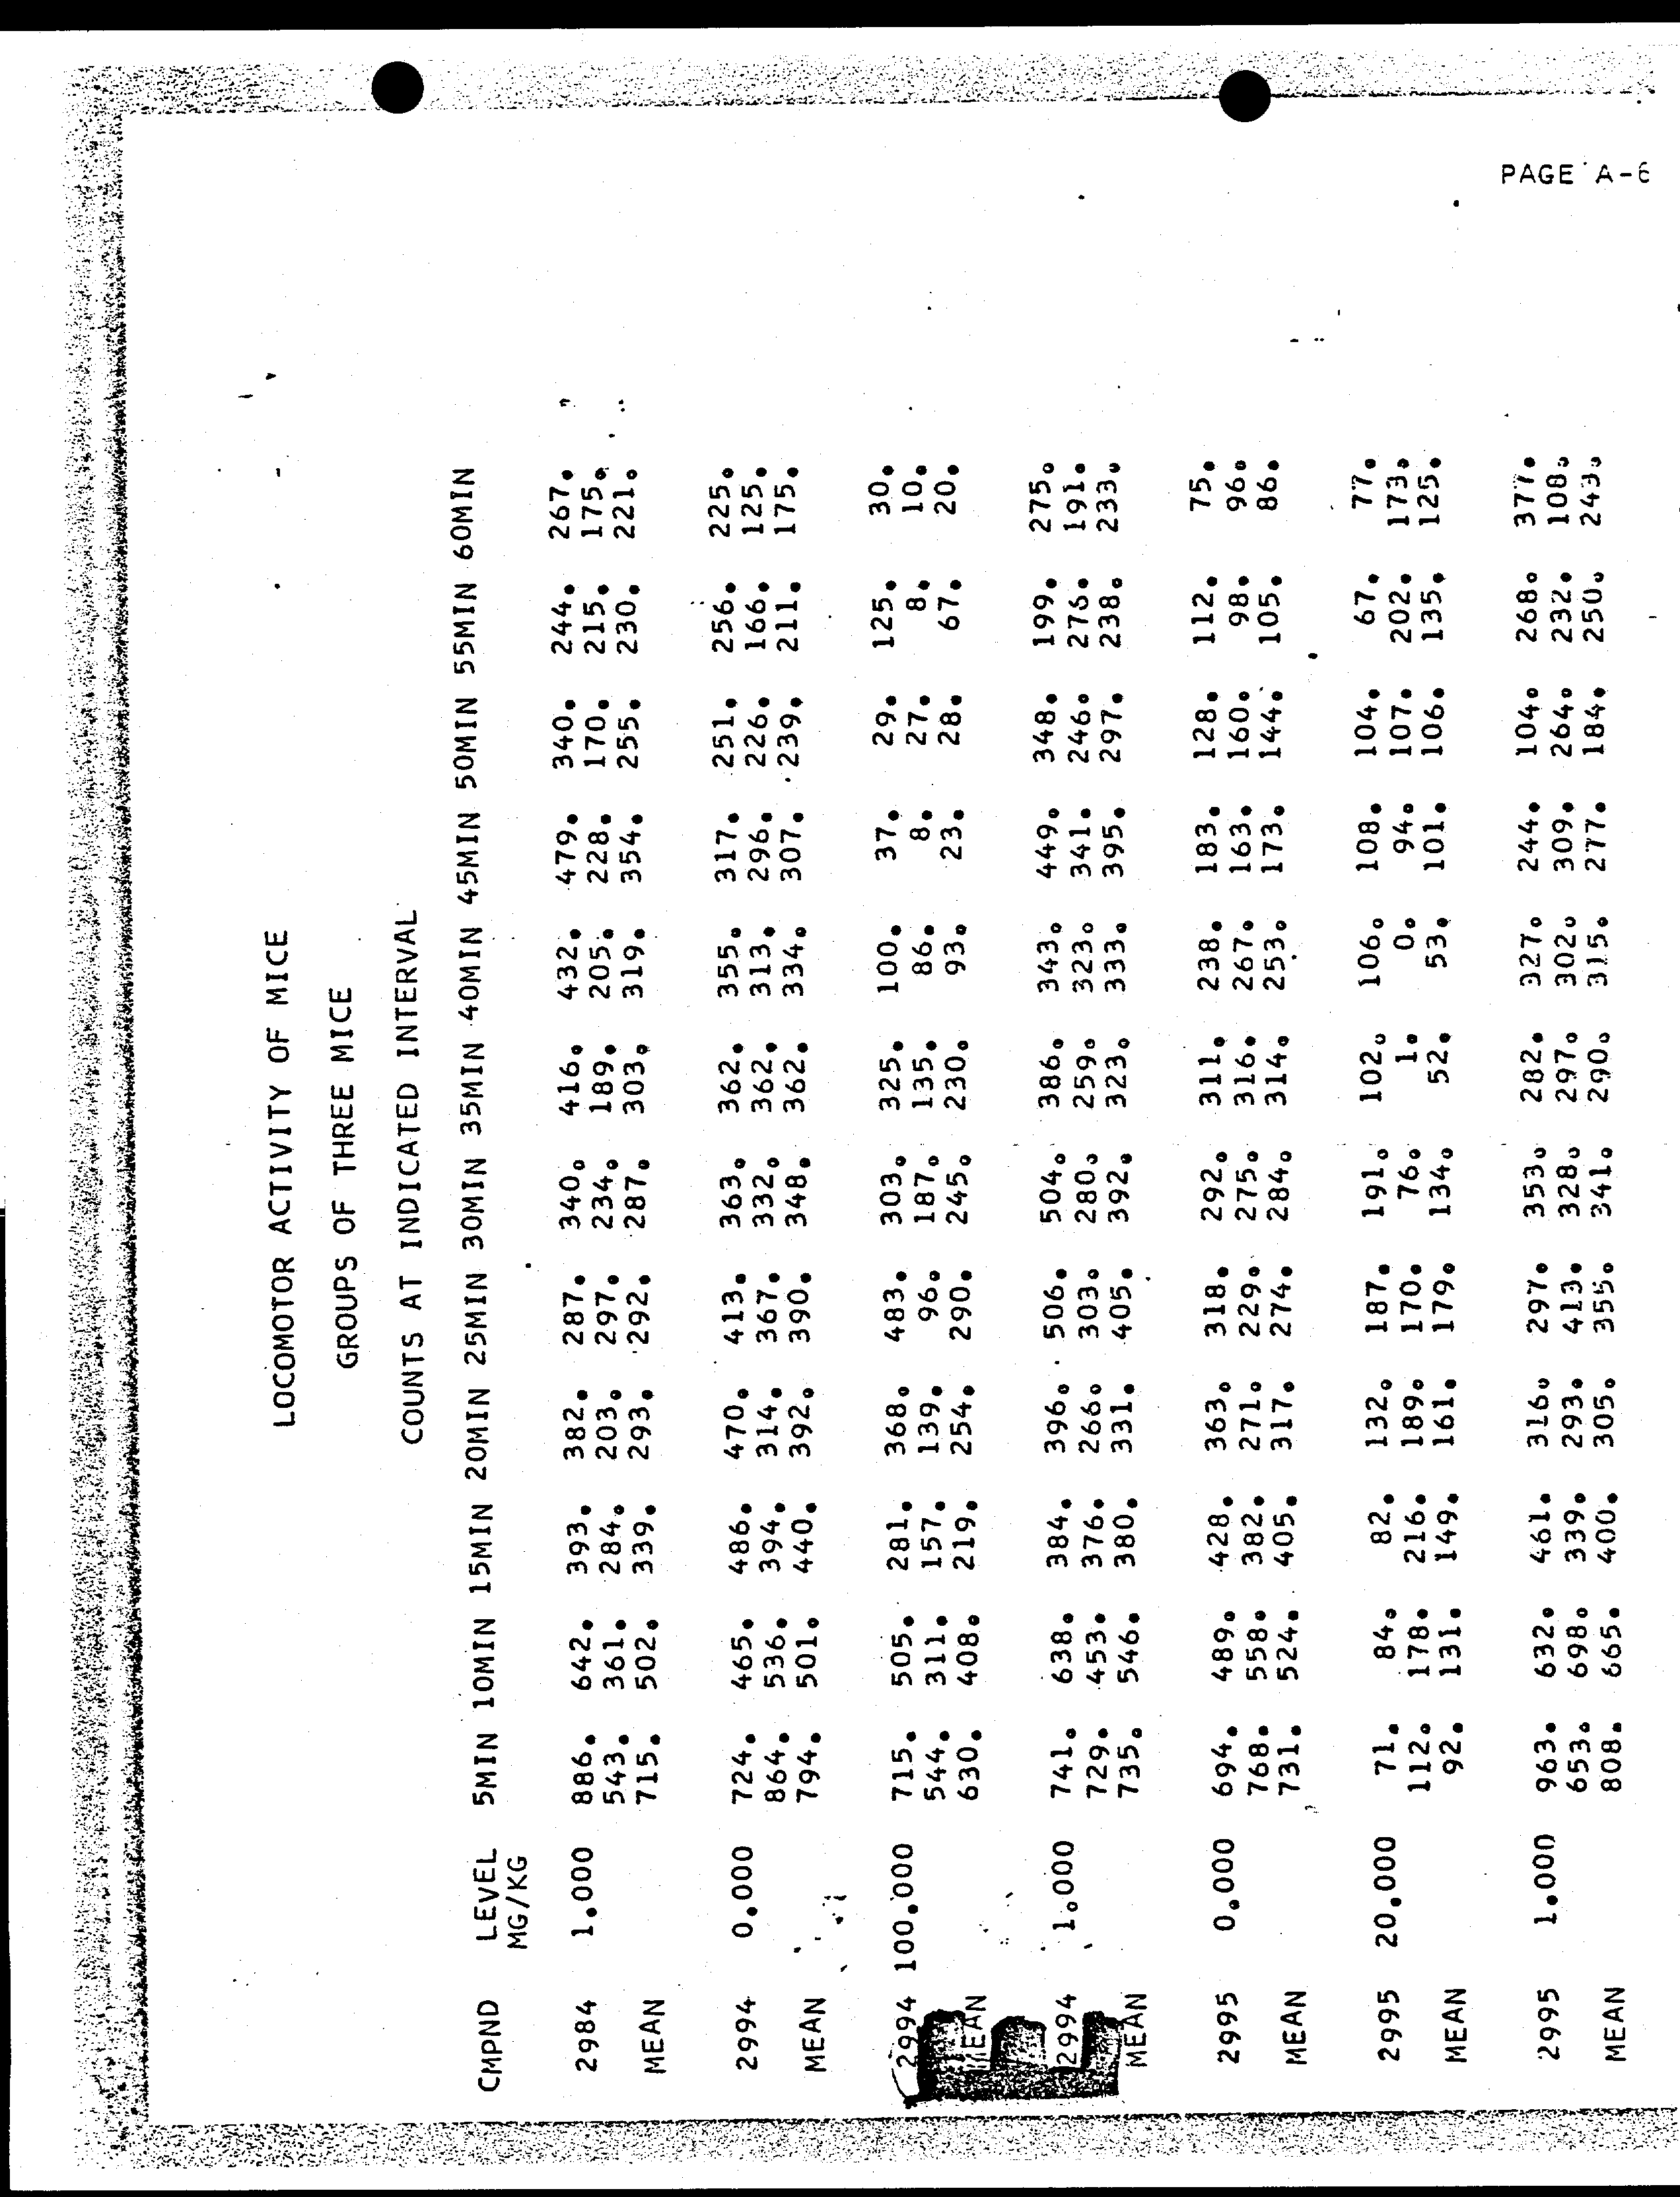 PAGE A-6
LOCOMOTOR ACTIVITY OF MICE
GROUPS OF THREE MICE
COUNTS AT INDICATED INTERVAL
CMPND LEVEL 5MIN 10MIN 15MIN 20MIN 25MIN 30MIN 35MIN 40MIN 45MIN 50MIN 55MIN 60MIN
MG/KG
2984 1.000 886. 642. 393. 382. 287. 340. 416. 432. 479. 340. 244. 267.
543. 361. 284. 203. 297. 234. 189. 205. 228. 170. 215. 175.
MEAN 715. 502. 339. 293. 292. 287. 303. 319. 354. 255. 230. 221.
2994 0.000 724. 465. 486. 470. 413. 363. 362. 355. 317. 251. 256. 225.
864. 536. 394. 314. 367. 332. 362. 313. 296. 226. 166. 125.
MEAN 794. 501. 440. 392. 390. 348. 362. 334. 307. 239. 211. 175.
2994 100.000 715. 505. 281. 368. 483. 303. 325. 100. 37. 29. 125. 30.
544. 311. 157. 139. 96. 187. 135. 86. 8. 27. 8. 10.
MEAN 630. 408. 219. 254. 290. 245. 230. 93. 23. 28. 67. 20.
2994 1.000 741. 638. 384. 396. 506. 504. 386. 343. 449. 348. 199. 275.
729. 453. 376. 266. 303. 280. 259. 323. 341. 246. 276. 191.
MEAN 735. 546. 380. 331. 405. 392. 323. 333. 395. 297. 238. 233.
2995 0.000 694. 489. 428. 363. 318. 292. 311. 238. 183. 128. 112. 75.
768. 558. 382. 271. 229. 275. 316. 267. 163. 160. 98. 96.
MEAN 731. 524. 405. 317. 274. 284. 314. 253. 173. 144. 105. 86.
2995 20.000 71. 84. 82. 132. 187. 191. 102. 106. 108. 104. 67. 77.
112. 178. 216. 189. 170. 76. 1. 0. 94. 107. 202. 173.
MEAN 92. 131. 149. 161. 179. 134. 52. 53. 101. 106. 135. 125.
2995 1.000 963. 632. 461. 316. 297. 353. 282. 327. 244. 104. 268. 377.
653. 698. 339. 293. 413. 328. 297. 302. 309. 264. 232. 108.
MEAN 808. 665. 400. 305. 355. 341. 290. 315. 277. 184. 250. 243.